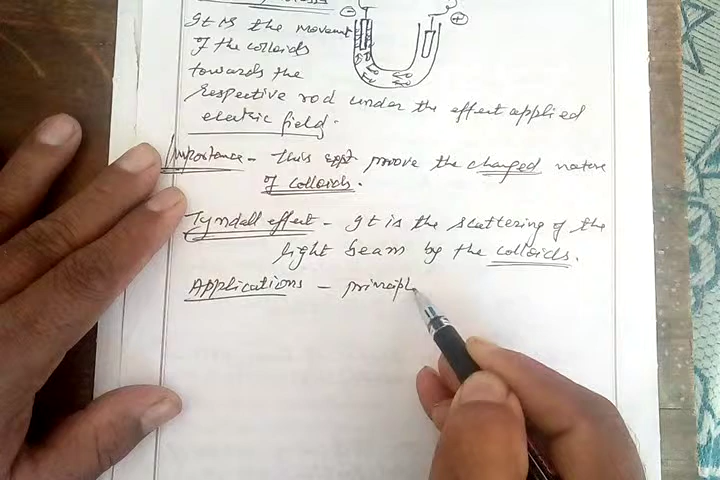 ⊖
⊕
It is the movement
of the colloids
towards the
respective rod under the effect applied
electric field.
Importance - this expt proove the charged nature
of colloids.
Tyndall effect - It is the scattering of the
light beam by the colloids.
Applications - principl